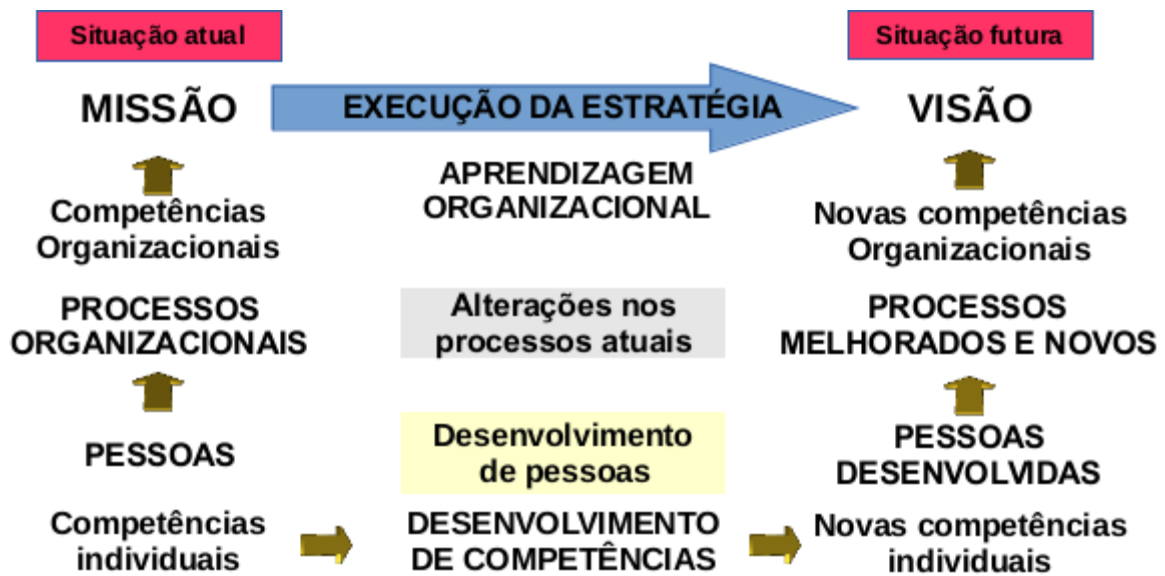 Situação atual
Situação futura
MISSÃO
EXECUÇÃO DA ESTRATÉGIA
VISÃO
APRENDIZAGEM
ORGANIZACIONAL
Competências
Organizacionais
Novas competências
Organizacionais
PROCESSOS
ORGANIZACIONAIS
Alterações nos
processos atuais
PROCESSOS
MELHORADOS E NOVOS
PESSOAS
Desenvolvimento
de pessoas
PESSOAS
DESENVOLVIDAS
Competências
individuais
DESENVOLVIMENTO
DE COMPETÊNCIAS
Novas competências
individuais